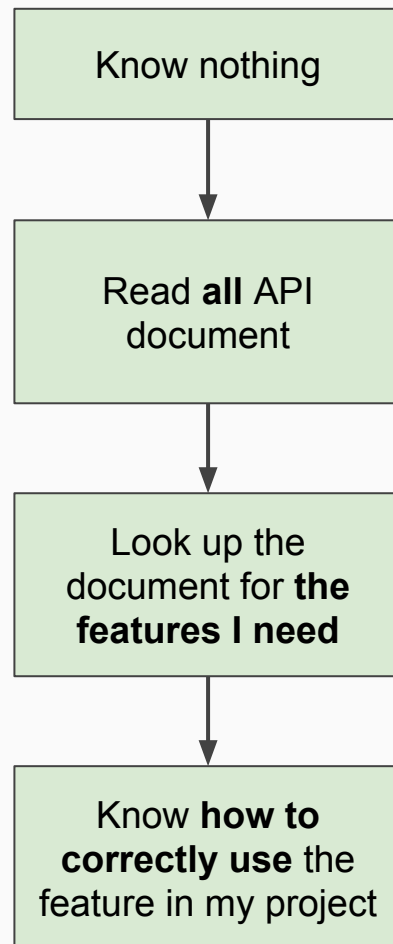 Know nothing
Read all API
document
Look up the
document for the
features I need
Know how to
correctly use the
feature in my project